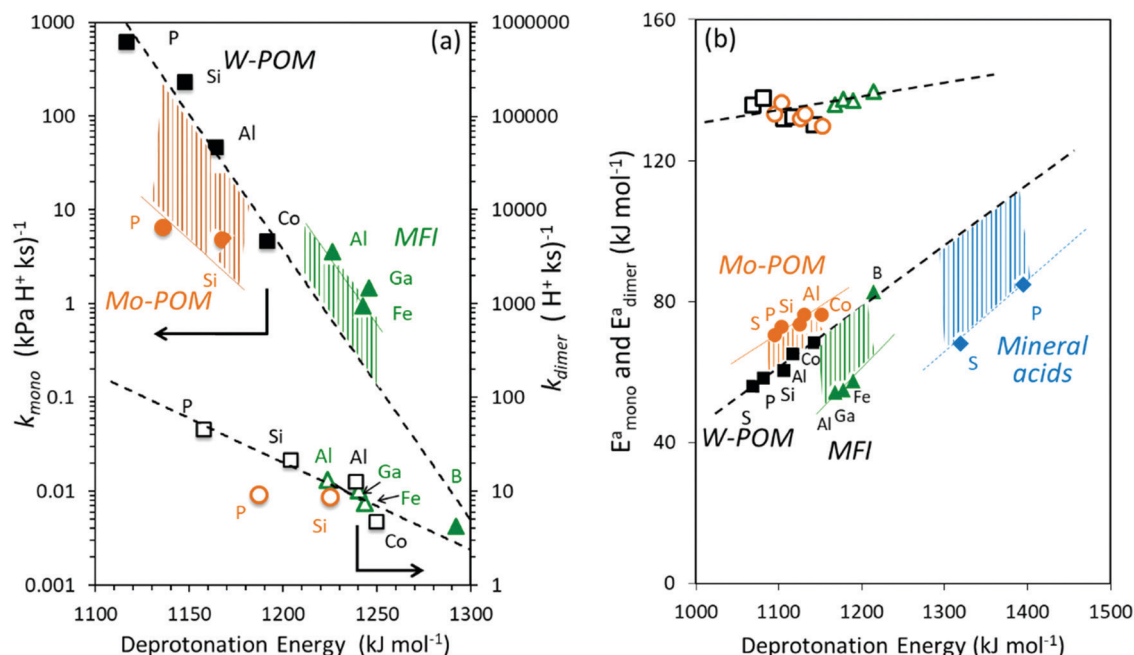 (a)
k_mono (kPa H⁺ ks)⁻¹
1000
100
10
1
0.1
0.01
0.001
1100
1150
1200
1250
1300
Deprotonation Energy (kJ mol⁻¹)
k_dimer (H⁺ ks)⁻¹
1000000
100000
10000
1000
100
10
1
P
W-POM
Si
Al
Co
MFI
Al
Ga
Fe
P
Si
Mo-POM
P
Si
Al
Al
Ga
Fe
B
P
Si
Co
(b)
Eᵃ_mono and Eᵃ_dimer (kJ mol⁻¹)
160
120
80
40
0
1000
1100
1200
1300
1400
1500
Deprotonation Energy (kJ mol⁻¹)
Mo-POM
S
P
Si
Al
Co
B
S
P
Si
Al
Co
Al
Ga
Fe
W-POM
MFI
S
P
Mineral
acids